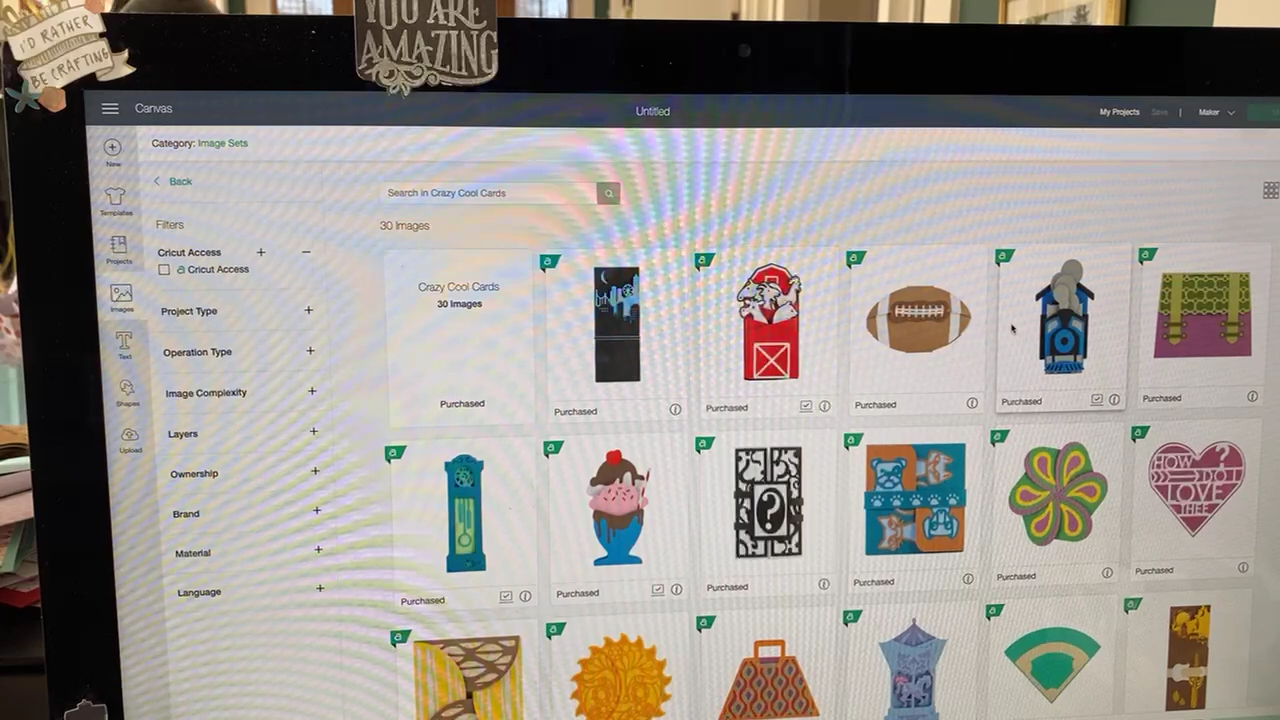 I'D RATHER
BE CRAFTING
YOU ARE
AMAZING
Canvas
Untitled
My Projects
Save
|
Maker
New
Templates
Projects
Images
Text
Shapes
Upload
Category: Image Sets
Back
Filters
Cricut Access
a Cricut Access
Project Type
Operation Type
Image Complexity
Layers
Ownership
Brand
Material
Language
Search in Crazy Cool Cards
30 Images
Crazy Cool Cards
30 Images
Purchased
Purchased
Purchased
Purchased
Purchased
Purchased
Purchased
Purchased
Purchased
Purchased
Purchased
HOW
DO I
LOVE
THEE
?
Purchased